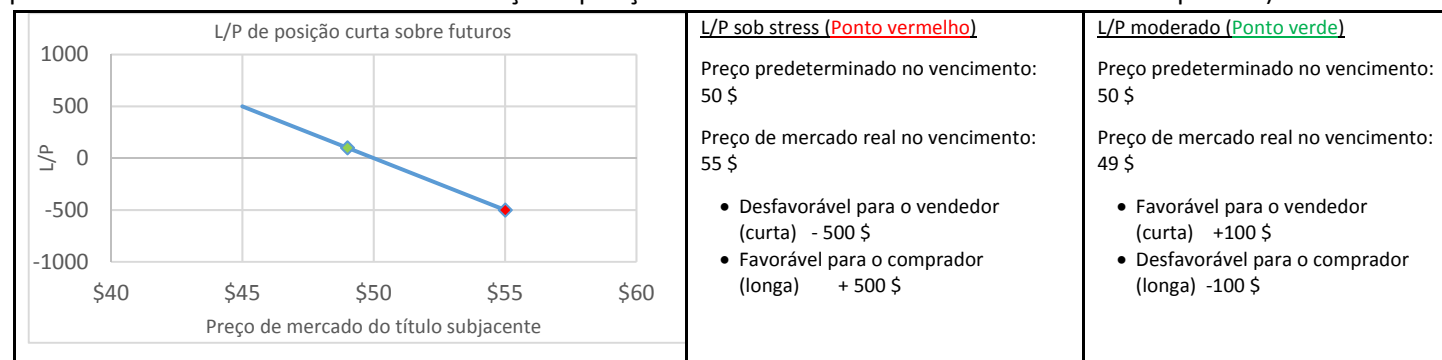 L/P de posição curta sobre futuros
1000
500
0
-500
-1000
L/P
$40 $45 $50 $55 $60
Preço de mercado do título subjacente
L/P sob stress (Ponto vermelho)
Preço predeterminado no vencimento:
50 $
Preço de mercado real no vencimento:
55 $
• Desfavorável para o vendedor
(curta) - 500 $
• Favorável para o comprador
(longa) + 500 $
L/P moderado (Ponto verde)
Preço predeterminado no vencimento:
50 $
Preço de mercado real no vencimento:
49 $
• Favorável para o vendedor
(curta) +100 $
• Desfavorável para o comprador
(longa) -100 $